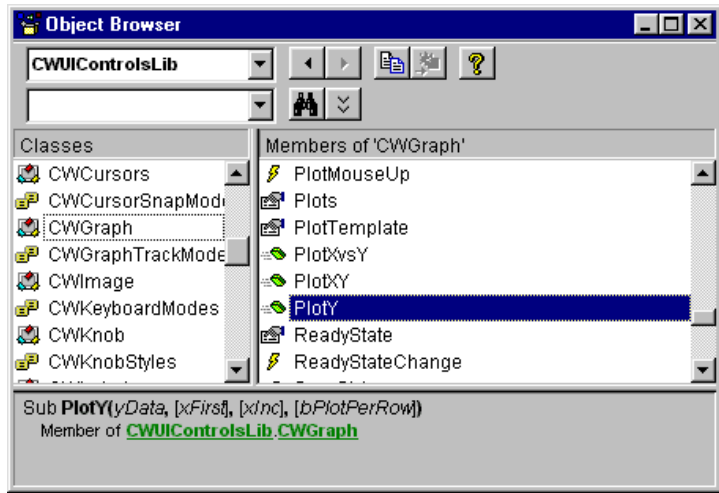 Object Browser
CWUIControlsLib
Classes
Members of 'CWGraph'
CWCursors
CWCursorSnapMod
CWGraph
CWGraphTrackMode
CWImage
CWKeyboardModes
CWKnob
CWKnobStyles
PlotMouseUp
Plots
PlotTemplate
PlotXvsY
PlotXY
PlotY
ReadyState
ReadyStateChange
Sub PlotY(yData, [xFirst], [xInc], [bPlotPerRow])
Member of CWUIControlsLib.CWGraph